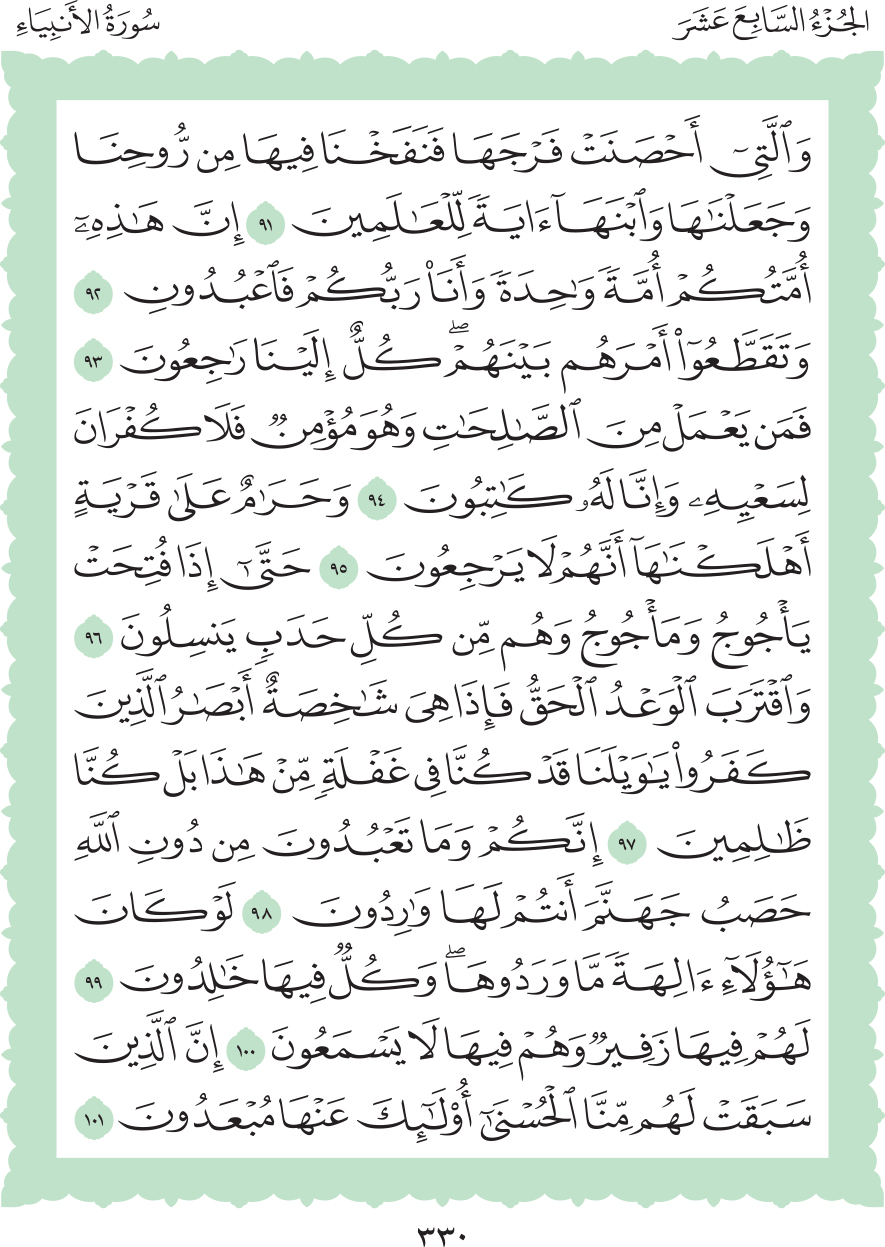 الجُزْءُ السَّابِعَ عَشَرَ
سُورَةُ الأَنبِيَاءِ
وَٱلَّتِىٓ أَحْصَنَتْ فَرْجَهَا فَنَفَخْنَا فِيهَا مِن رُّوحِنَا
وَجَعَلْنَٰهَا وَٱبْنَهَآ ءَايَةً لِّلْعَٰلَمِينَ ٩١ إِنَّ هَٰذِهِۦٓ
أُمَّتُكُمْ أُمَّةً وَٰحِدَةً وَأَنَا۠ رَبُّكُمْ فَٱعْبُدُونِ ٩٢
وَتَقَطَّعُوٓا۟ أَمْرَهُم بَيْنَهُمْ ۖ كُلٌّ إِلَيْنَا رَٰجِعُونَ ٩٣
فَمَن يَعْمَلْ مِنَ ٱلصَّٰلِحَٰتِ وَهُوَ مُؤْمِنٌ فَلَا كُفْرَانَ
لِسَعْيِهِۦ وَإِنَّا لَهُۥ كَٰتِبُونَ ٩٤ وَحَرَٰمٌ عَلَىٰ قَرْيَةٍ
أَهْلَكْنَٰهَآ أَنَّهُمْ لَا يَرْجِعُونَ ٩٥ حَتَّىٰٓ إِذَا فُتِحَتْ
يَأْجُوجُ وَمَأْجُوجُ وَهُم مِّن كُلِّ حَدَبٍ يَنسِلُونَ ٩٦
وَٱقْتَرَبَ ٱلْوَعْدُ ٱلْحَقُّ فَإِذَا هِىَ شَٰخِصَةٌ أَبْصَٰرُ ٱلَّذِينَ
كَفَرُوا۟ يَٰوَيْلَنَا قَدْ كُنَّا فِى غَفْلَةٍ مِّنْ هَٰذَا بَلْ كُنَّا
ظَٰلِمِينَ ٩٧ إِنَّكُمْ وَمَا تَعْبُدُونَ مِن دُونِ ٱللَّهِ
حَصَبُ جَهَنَّمَ أَنتُمْ لَهَا وَٰرِدُونَ ٩٨ لَوْ كَانَ
هَٰٓؤُلَآءِ ءَالِهَةً مَّا وَرَدُوهَا ۖ وَكُلٌّ فِيهَا خَٰلِدُونَ ٩٩
لَهُمْ فِيهَا زَفِيرٌ وَهُمْ فِيهَا لَا يَسْمَعُونَ ١٠٠ إِنَّ ٱلَّذِينَ
سَبَقَتْ لَهُم مِّنَّا ٱلْحُسْنَىٰٓ أُو۟لَٰٓئِكَ عَنْهَا مُبْعَدُونَ ١٠١
٣٣٠